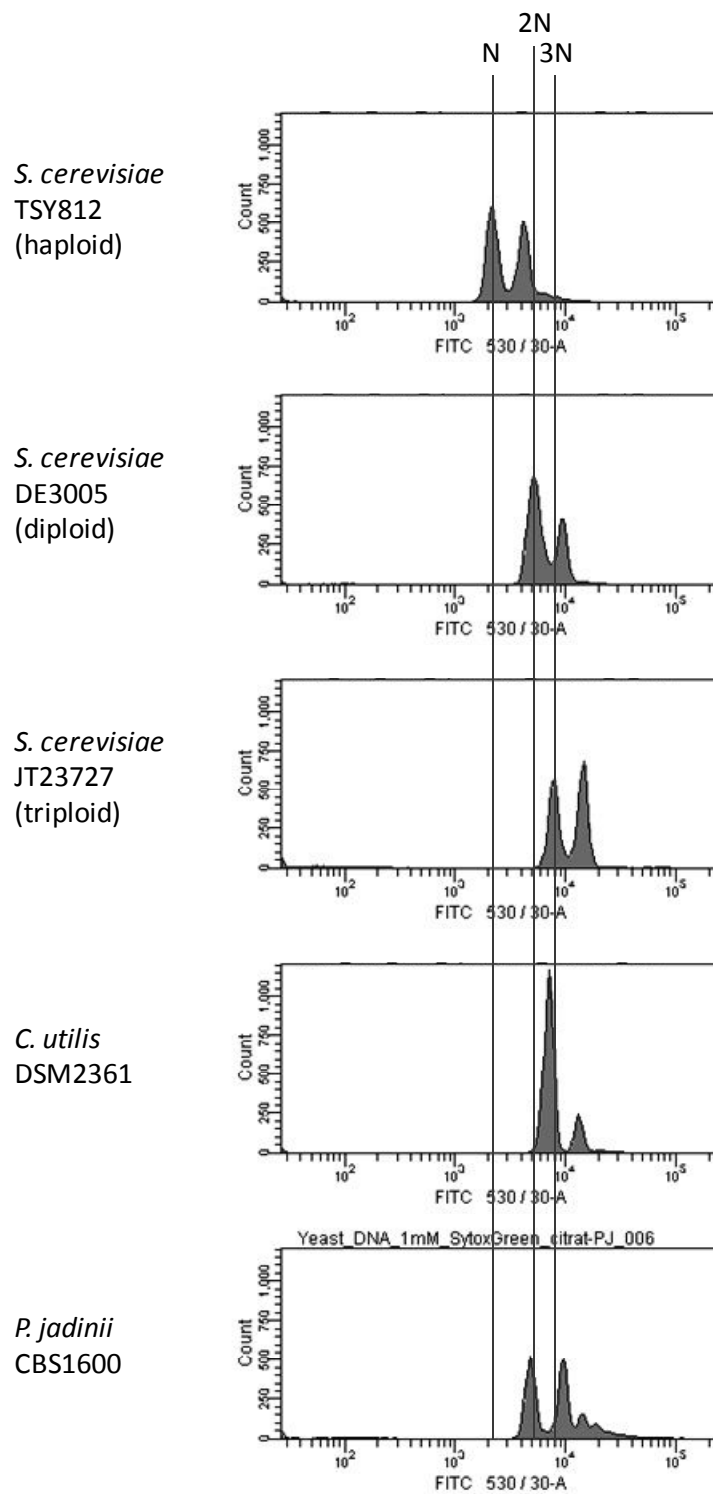 2N
N 3N
S. cerevisiae
TSY812
(haploid)
Count
0 250 500 750 1,000
10² 10³ 10⁴ 10⁵
FITC 530 / 30-A
S. cerevisiae
DE3005
(diploid)
Count
0 250 500 750 1,000
10² 10³ 10⁴ 10⁵
FITC 530 / 30-A
S. cerevisiae
JT23727
(triploid)
Count
0 250 500 750 1,000
10² 10³ 10⁴ 10⁵
FITC 530 / 30-A
C. utilis
DSM2361
Count
0 250 500 750 1,000
10² 10³ 10⁴ 10⁵
FITC 530 / 30-A
Yeast_DNA_1mM_SytoxGreen_citrat-PJ_006
P. jadinii
CBS1600
Count
0 250 500 750 1,000
10² 10³ 10⁴ 10⁵
FITC 530 / 30-A